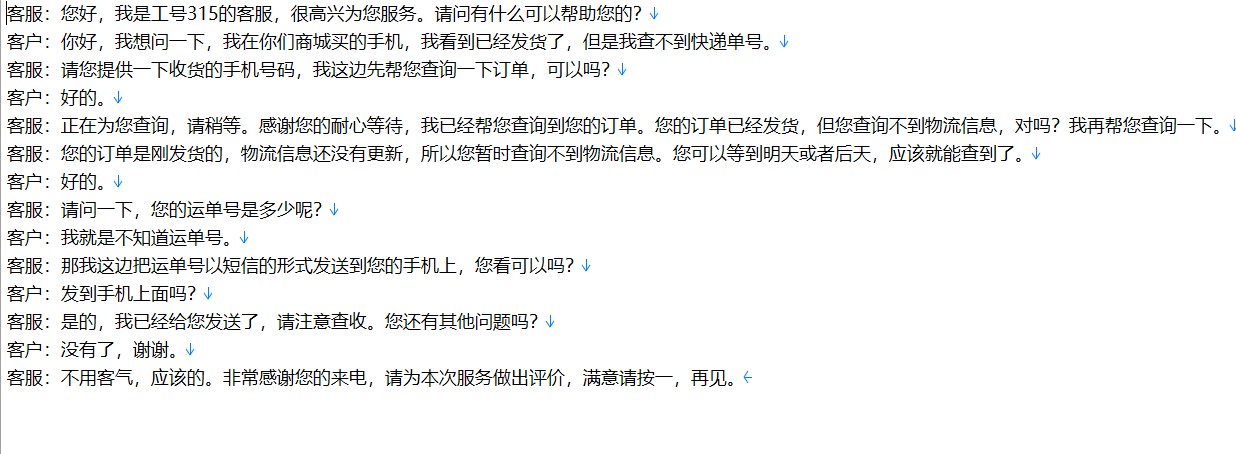 客服：您好，我是工号315的客服，很高兴为您服务。请问有什么可以帮助您的？↓
客户：你好，我想问一下，我在你们商城买的手机，我看到已经发货了，但是我查不到快递单号。↓
客服：请您提供一下收货的手机号码，我这边先帮您查询一下订单，可以吗？↓
客户：好的。↓
客服：正在为您查询，请稍等。感谢您的耐心等待，我已经帮您查询到您的订单。您的订单已经发货，但您查询不到物流信息，对吗？我再帮您查询一下。↓
客服：您的订单是刚发货的，物流信息还没有更新，所以您暂时查询不到物流信息。您可以等到明天或者后天，应该就能查到了。↓
客户：好的。↓
客服：请问一下，您的运单号是多少呢？↓
客户：我就是不知道运单号。↓
客服：那我这边把运单号以短信的形式发送到您的手机上，您看可以吗？↓
客户：发到手机上面吗？↓
客服：是的，我已经给您发送了，请注意查收。您还有其他问题吗？↓
客户：没有了，谢谢。↓
客服：不用客气，应该的。非常感谢您的来电，请为本次服务做出评价，满意请按一，再见。←